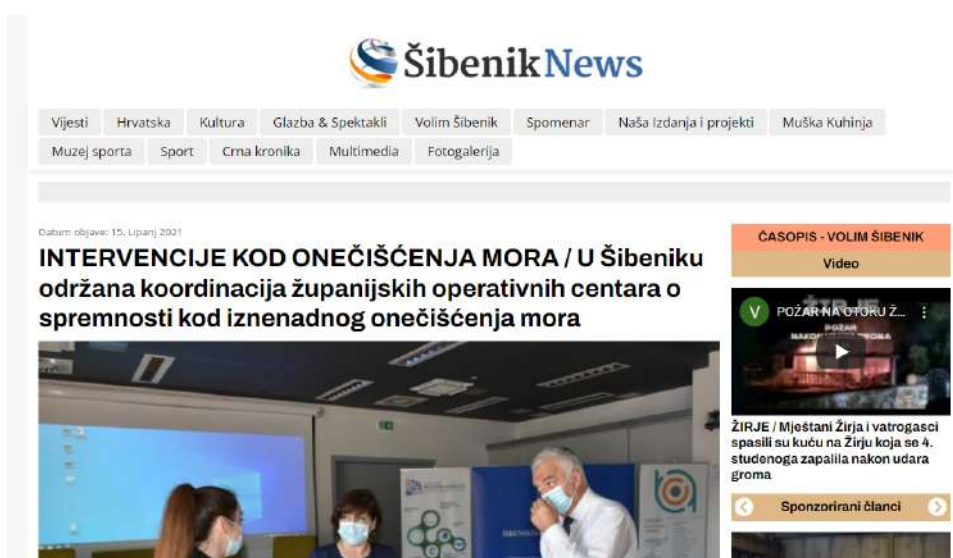 ŠibenikNews
Vijesti Hrvatska Kultura Glazba & Spektakli Volim Šibenik Spomenar Naša Izdanja i projekti Muška Kuhinja
Muzej sporta Sport Crna kronika Multimedia Fotogalerija
Datum objave: 15. Lipanj 2021
INTERVENCIJE KOD ONEČIŠĆENJA MORA / U Šibeniku
održana koordinacija županijskih operativnih centara o
spremnosti kod iznenadnog onečišćenja mora
ČASOPIS - VOLIM ŠIBENIK
Video
V POŽAR NA OTOKU Ž...
ŽIRJE
POŽAR
ŽIRJE / Mještani Žirja i vatrogasci
spasili su kuću na Žirju koja se 4.
studenoga zapalila nakon udara
groma
Sponzorirani članci